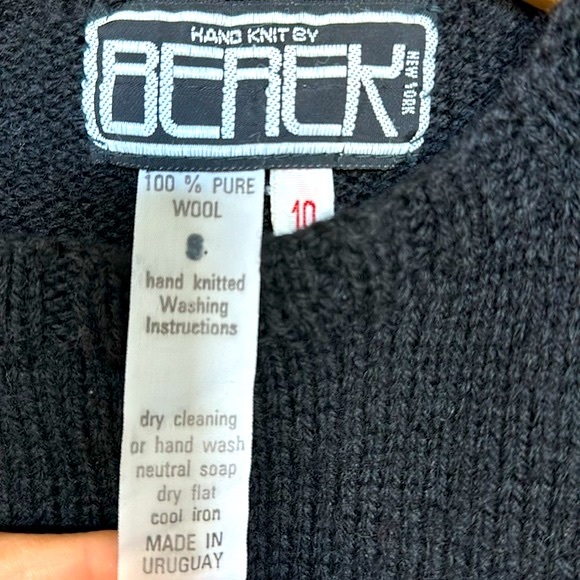 HAND KNIT BY
BEREK
NEW YORK
100 % PURE
WOOL
S.
10
hand knitted
Washing
Instructions
dry cleaning
or hand wash
neutral soap
dry flat
cool iron
MADE IN
URUGUAY